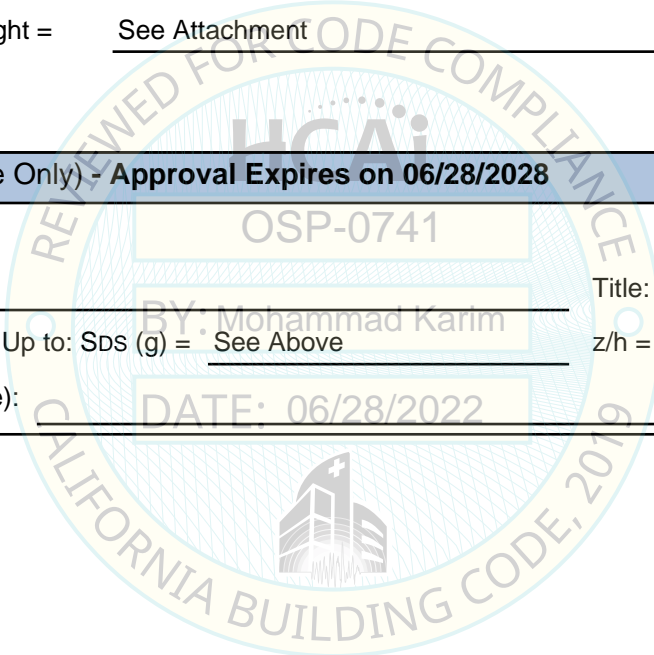 ght = See Attachment
REVIEWED FOR CODE COMPLIANCE
HCAi
e Only) - Approval Expires on 06/28/2028
OSP-0741
Title:
BY: Mohammad Karim
Up to: SDS (g) = See Above z/h =
e):
DATE: 06/28/2022
CALIFORNIA BUILDING CODE, 2019